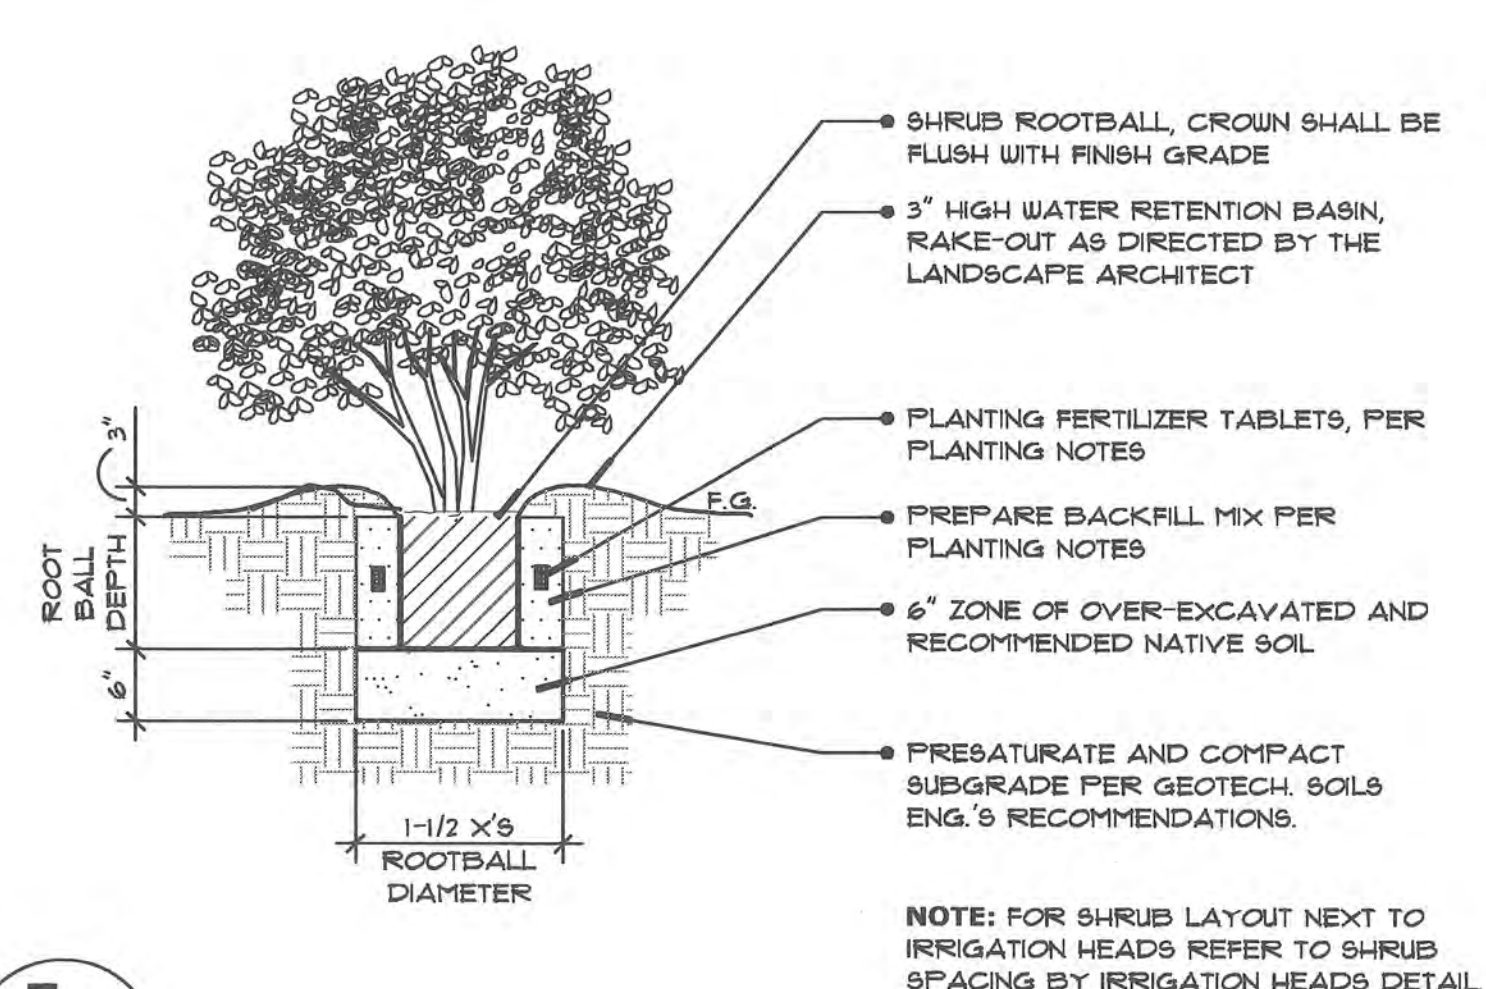 SHRUB ROOTBALL, CROWN SHALL BE
FLUSH WITH FINISH GRADE
3" HIGH WATER RETENTION BASIN,
RAKE-OUT AS DIRECTED BY THE
LANDSCAPE ARCHITECT
PLANTING FERTILIZER TABLETS, PER
PLANTING NOTES
3"
F.G.
PREPARE BACKFILL MIX PER
PLANTING NOTES
ROOT
BALL
DEPTH
6" ZONE OF OVER-EXCAVATED AND
RECOMMENDED NATIVE SOIL
6"
PRESATURATE AND COMPACT
SUBGRADE PER GEOTECH. SOILS
ENG.'S RECOMMENDATIONS.
1-1/2 X'S
ROOTBALL
DIAMETER
NOTE: FOR SHRUB LAYOUT NEXT TO
IRRIGATION HEADS REFER TO SHRUB
SPACING BY IRRIGATION HEADS DETAIL